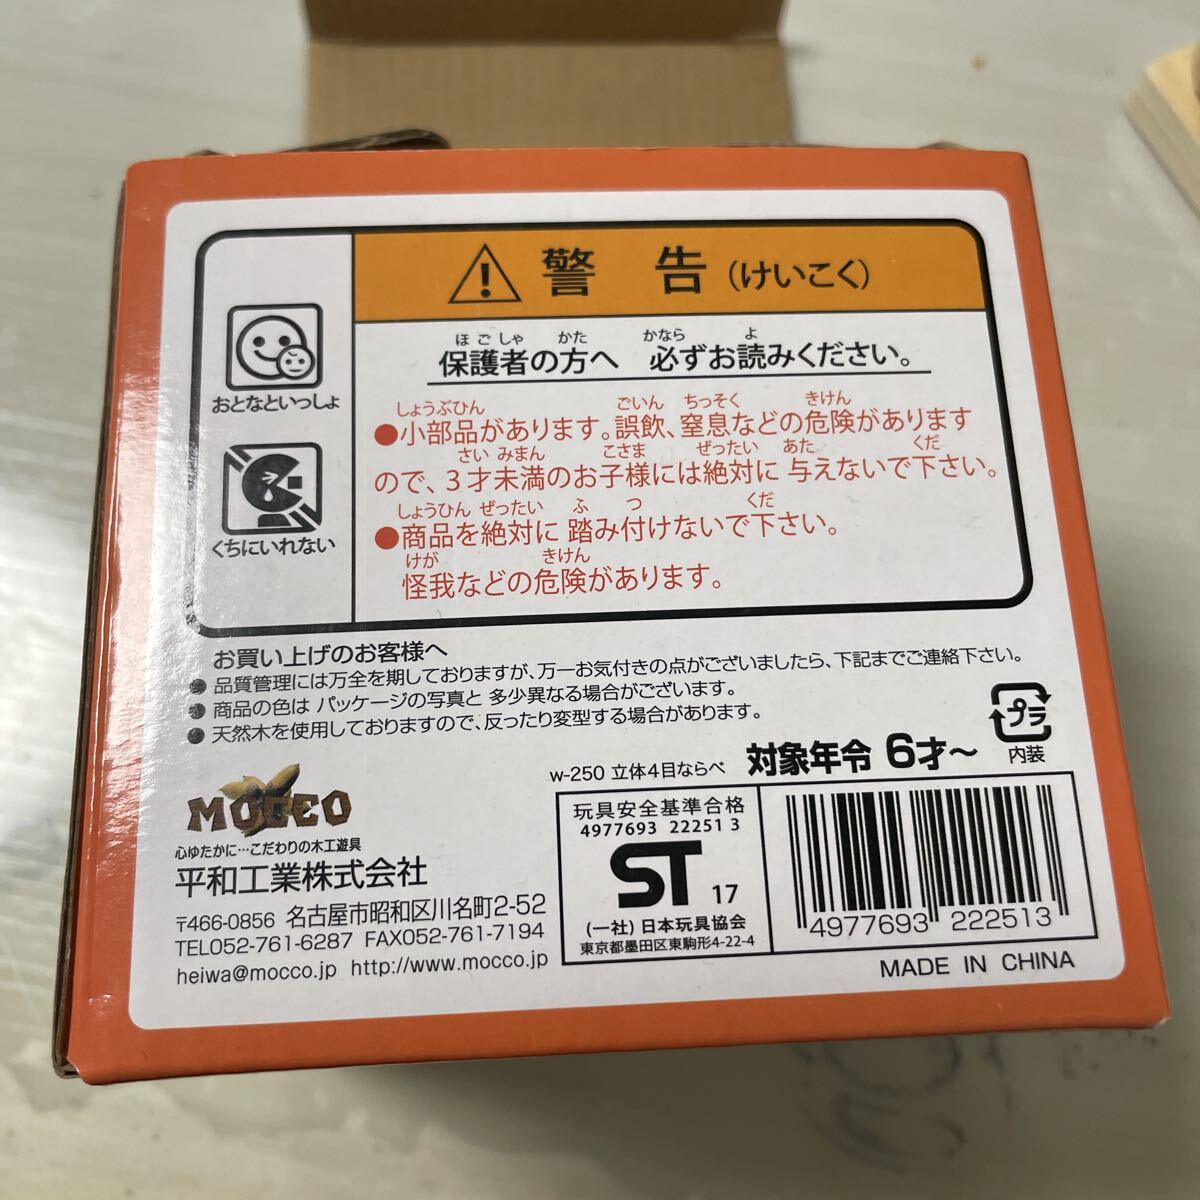 警告（けいこく）
おとなといっしょ
くちにいれない
ほごしゃ かた かなら よ
保護者の方へ 必ずお読みください。
しょうぶひん ごいん ちっそく きけん
●小部品があります。誤飲、窒息などの危険があります
さい みまん こさま ぜったい あた くだ
ので、3才未満のお子様には絶対に 与えないで下さい。
しょうひん ぜったい ふ つ くだ
●商品を絶対に 踏み付けないで下さい。
けが きけん
怪我などの危険があります。
お買い上げのお客様へ
● 品質管理には万全を期しておりますが、万一お気付きの点がございましたら、下記までご連絡下さい。
● 商品の色は パッケージの写真と 多少異なる場合がございます。
● 天然木を使用しておりますので、反ったり変型する場合があります。
プラ
内装
w-250 立体4目ならべ 対象年令 6才～
MOCCO
心ゆたかに…こだわりの木工遊具
平和工業株式会社
〒466-0856 名古屋市昭和区川名町2-52
TEL052-761-6287 FAX052-761-7194
heiwa@mocco.jp http://www.mocco.jp
玩具安全基準合格
4977693 22251 3
ST 17
(一社)日本玩具協会
東京都墨田区東駒形4-22-4
4977693 222513
MADE IN CHINA